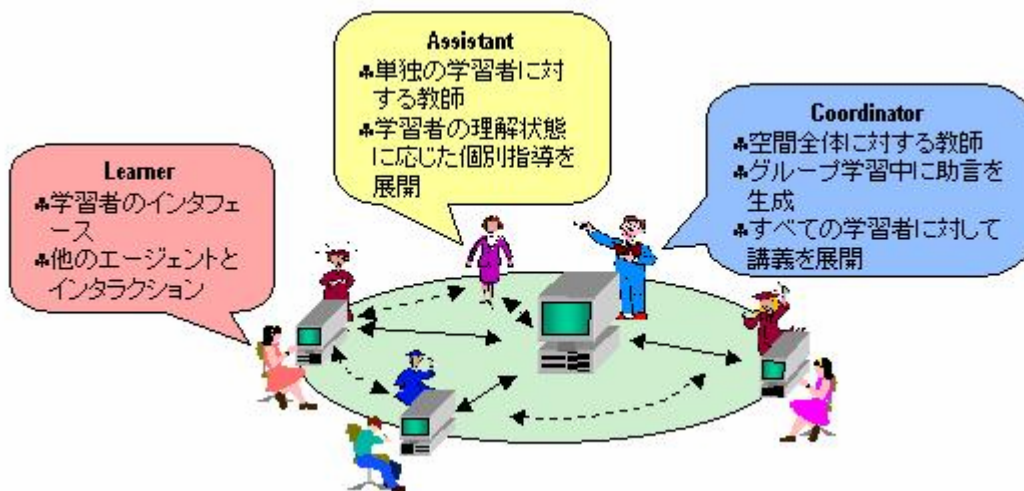 Assistant
♣単独の学習者に対
する教師
♣学習者の理解状態
に応じた個別指導を
展開
Coordinator
♣空間全体に対する教師
♣グループ学習中に助言を
生成
♣すべての学習者に対して
講義を展開
Learner
♣学習者のインタフェ
ース
♣他のエージェントと
インタラクション